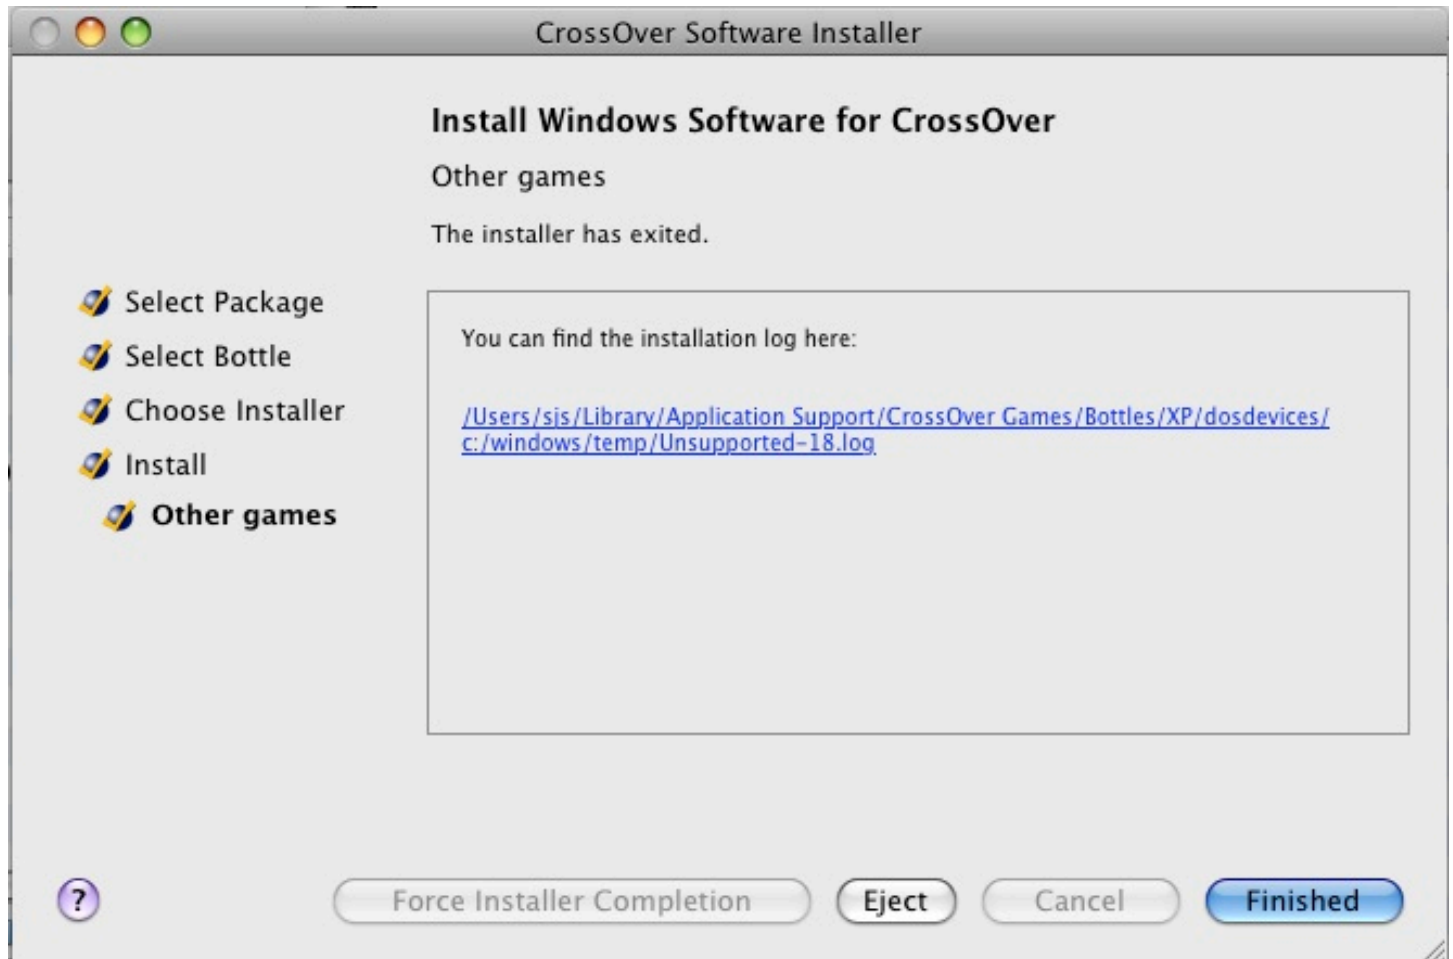 CrossOver Software Installer
Install Windows Software for CrossOver
Other games
The installer has exited.
Select Package
Select Bottle
Choose Installer
Install
Other games
You can find the installation log here:
/Users/sjs/Library/Application Support/CrossOver Games/Bottles/XP/dosdevices/
c:/windows/temp/Unsupported-18.log
?
Force Installer Completion
Eject
Cancel
Finished